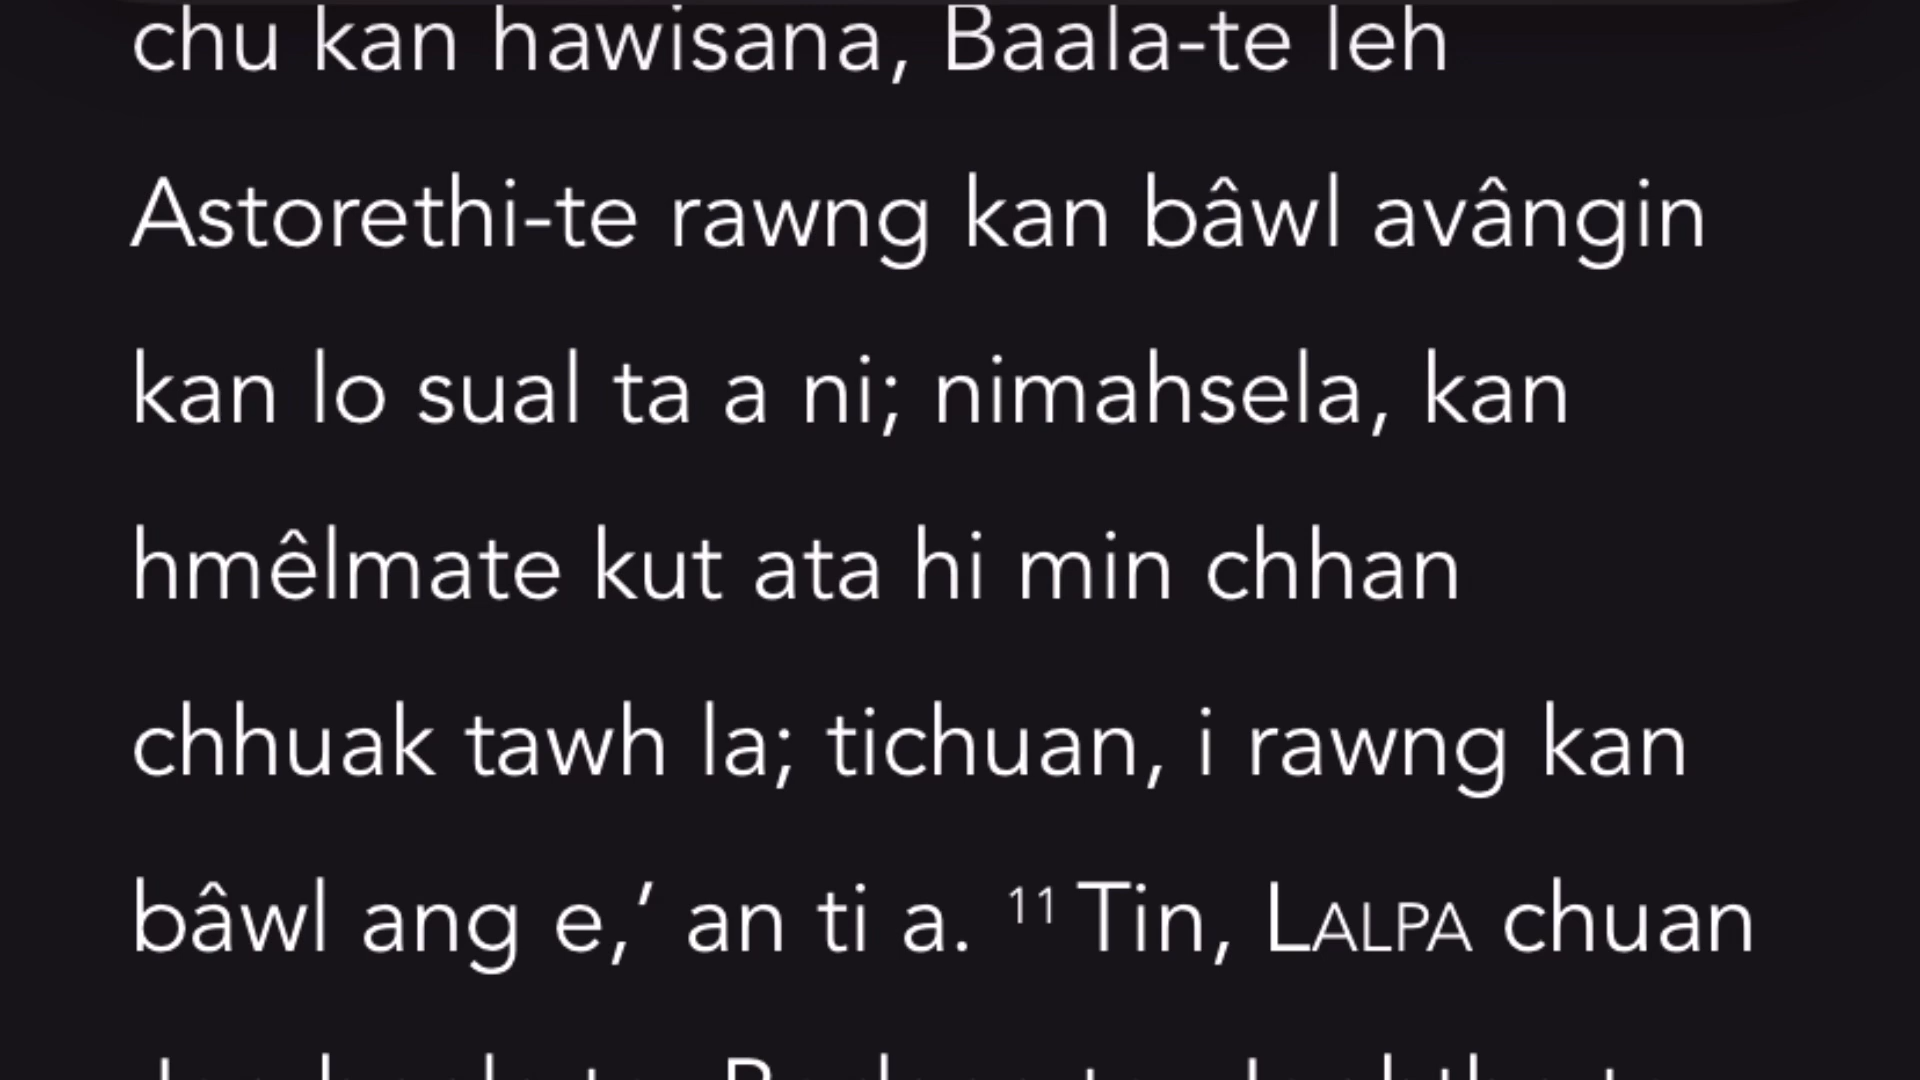 chu kan hawisana, Baala-te leh
Astorethi-te rawng kan bâwl avângin
kan lo sual ta a ni; nimahsela, kan
hmêlmate kut ata hi min chhan
chhuak tawh la; tichuan, i rawng kan
bâwl ang e,’ an ti a. 11 Tin, LALPA chuan